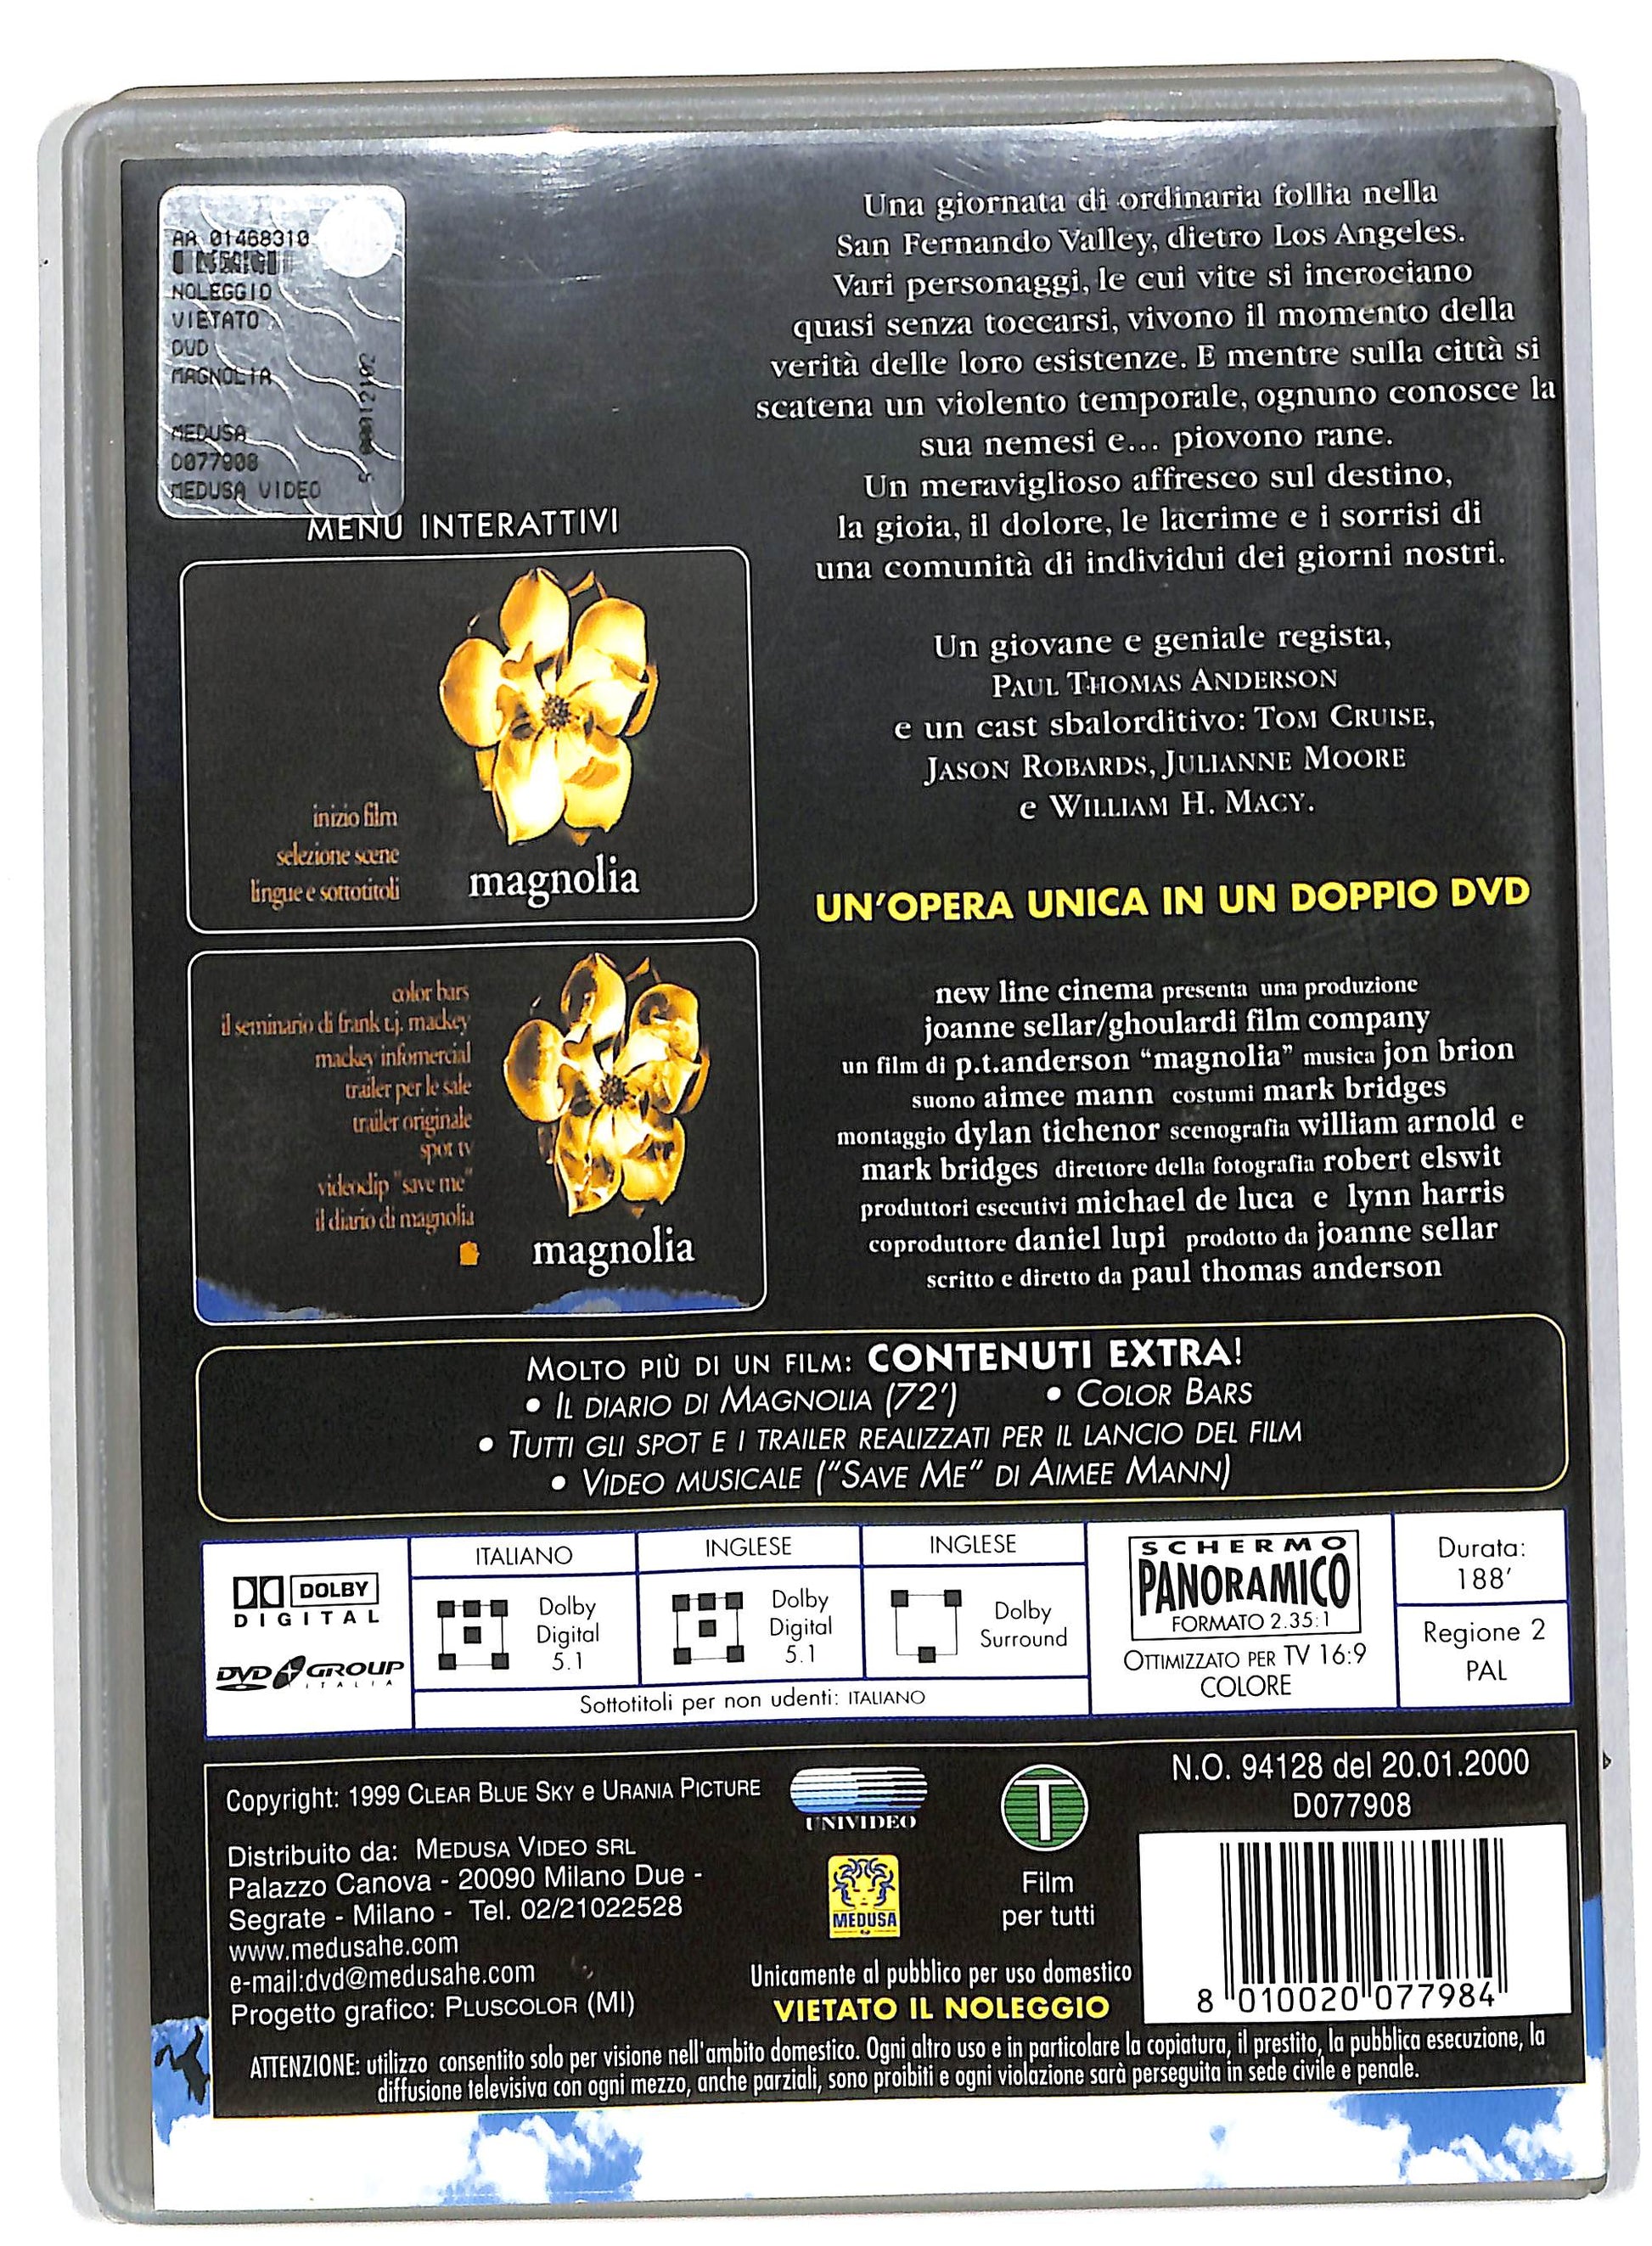 AA 01468310
NOLEGGIO
VIETATO
DVD
MAGNOLIA
MEDUSA
D077908
MEDUSA VIDEO
Una giornata di ordinaria follia nella
San Fernando Valley, dietro Los Angeles.
Vari personaggi, le cui vite si incrociano
quasi senza toccarsi, vivono il momento della
verità delle loro esistenze. E mentre sulla città si
scatena un violento temporale, ognuno conosce la
sua nemesi e... piovono rane.
Un meraviglioso affresco sul destino,
la gioia, il dolore, le lacrime e i sorrisi di
una comunità di individui dei giorni nostri.
Un giovane e geniale regista,
PAUL THOMAS ANDERSON
e un cast sbalorditivo: TOM CRUISE,
JASON ROBARDS, JULIANNE MOORE
e WILLIAM H. MACY.
UN'OPERA UNICA IN UN DOPPIO DVD
MENU INTERATTIVI
inizio film
selezione scene
lingue e sottotitoli
magnolia
color bars
il seminario di frank t.j. mackey
mackey infomercial
trailer per le sale
trailer originale
spot tv
videoclip "save me"
il diario di magnolia
magnolia
new line cinema presenta una produzione
joanne sellar/ghoulardi film company
un film di p.t.anderson “magnolia” musica jon brion
suono aimee mann costumi mark bridges
montaggio dylan tichenor scenografia william arnold e
mark bridges direttore della fotografia robert elswit
produttori esecutivi michael de luca e lynn harris
coproduttore daniel lupi prodotto da joanne sellar
scritto e diretto da paul thomas anderson
MOLTO PIÙ DI UN FILM: CONTENUTI EXTRA!
• IL DIARIO DI MAGNOLIA (72') • COLOR BARS
• TUTTI GLI SPOT E I TRAILER REALIZZATI PER IL LANCIO DEL FILM
• VIDEO MUSICALE (“SAVE ME” DI AIMEE MANN)
DOLBY
DIGITAL
DVD GROUP
ITALIA
ITALIANO
Dolby
Digital
5.1
INGLESE
Dolby
Digital
5.1
INGLESE
Dolby
Surround
Sottotitoli per non udenti: ITALIANO
SCHERMO
PANORAMICO
FORMATO 2.35:1
OTTIMIZZATO PER TV 16:9
COLORE
Durata:
188'
Regione 2
PAL
Copyright: 1999 CLEAR BLUE SKY e URANIA PICTURE
Distribuito da: MEDUSA VIDEO SRL
Palazzo Canova - 20090 Milano Due -
Segrate - Milano - Tel. 02/21022528
www.medusahe.com
e-mail:dvd@medusahe.com
Progetto grafico: PLUSCOLOR (MI)
UNIVIDEO
MEDUSA
T
Film
per tutti
Unicamente al pubblico per uso domestico
VIETATO IL NOLEGGIO
N.O. 94128 del 20.01.2000
D077908
8 010020 077984
ATTENZIONE: utilizzo consentito solo per visione nell'ambito domestico. Ogni altro uso e in particolare la copiatura, il prestito, la pubblica esecuzione, la
diffusione televisiva con ogni mezzo, anche parziali, sono proibiti e ogni violazione sarà perseguita in sede civile e penale.